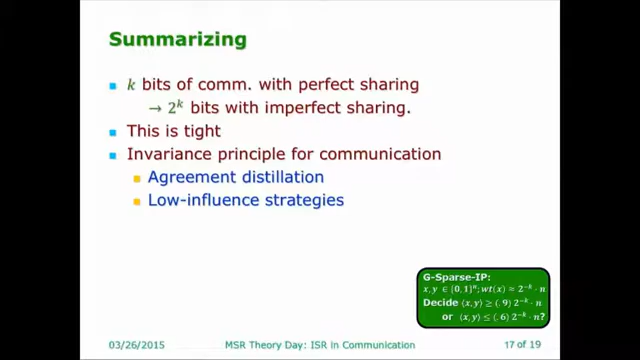 Summarizing
k bits of comm. with perfect sharing
→ 2^k bits with imperfect sharing.
This is tight
Invariance principle for communication
Agreement distillation
Low-influence strategies
G-Sparse-IP:
x, y ∈ {0,1}^n; wt(x) ≈ 2^{-k} · n
Decide ⟨x,y⟩ ≥ (.9) 2^{-k} · n
or ⟨x,y⟩ ≤ (.6) 2^{-k} · n?
03/26/2015 MSR Theory Day: ISR in Communication 17 of 19